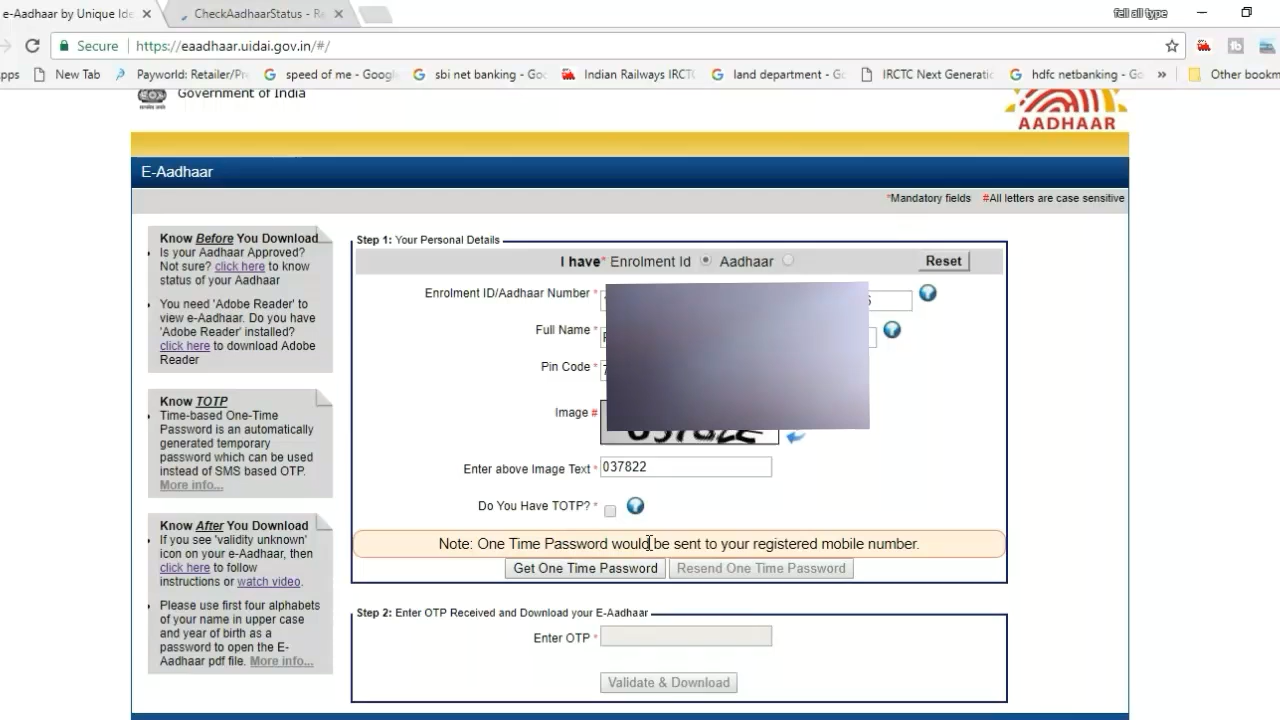 e-Aadhaar by Unique Ide
CheckAadhaarStatus - Re
fell all type
Secure
https://eaadhaar.uidai.gov.in/#/
pps
New Tab
Payword: Retailer/Pr
speed of me - Googl
sbi net banking - Goo
Indian Railways IRCTC
land department - Go
IRCTC Next Generatic
hdfc netbanking - Go
»
Other bookm
Government of India
AADHAAR
E-Aadhaar
*Mandatory fields #All letters are case sensitive
Know Before You Download
Is your Aadhaar Approved?
Not sure? click here to know
status of your Aadhaar
You need 'Adobe Reader' to
view e-Aadhaar. Do you have
'Adobe Reader' installed?
click here to download Adobe
Reader
Know TOTP
Time-based One-Time
Password is an automatically
generated temporary
password which can be used
instead of SMS based OTP.
More info...
Know After You Download
If you see 'validity unknown'
icon on your e-Aadhaar, then
click here to follow
instructions or watch video.
Please use first four alphabets
of your name in upper case
and year of birth as a
password to open the E-
Aadhaar pdf file. More info...
Step 1: Your Personal Details
I have* Enrolment Id Aadhaar
Reset
Enrolment ID/Aadhaar Number *
Full Name *
Pin Code *
Image #
Enter above Image Text * 037822
Do You Have TOTP? *
Note: One Time Password would be sent to your registered mobile number.
Get One Time Password
Resend One Time Password
Step 2: Enter OTP Received and Download your E-Aadhaar
Enter OTP *
Validate & Download